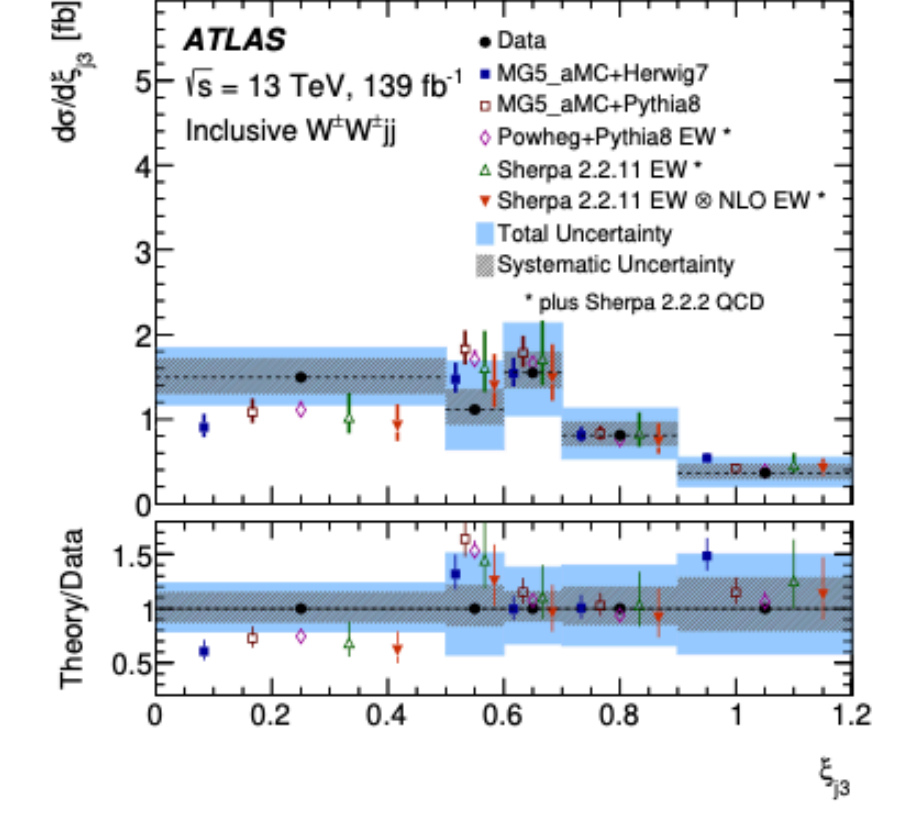 dσ/dξj3 [fb]
ATLAS
√s = 13 TeV, 139 fb-1
Inclusive W±W±jj
Data
MG5_aMC+Herwig7
MG5_aMC+Pythia8
Powheg+Pythia8 EW *
Sherpa 2.2.11 EW *
Sherpa 2.2.11 EW ⊗ NLO EW *
Total Uncertainty
Systematic Uncertainty
* plus Sherpa 2.2.2 QCD
5
4
3
2
1
0
Theory/Data
1.5
1
0.5
0 0.2 0.4 0.6 0.8 1 1.2
ξj3